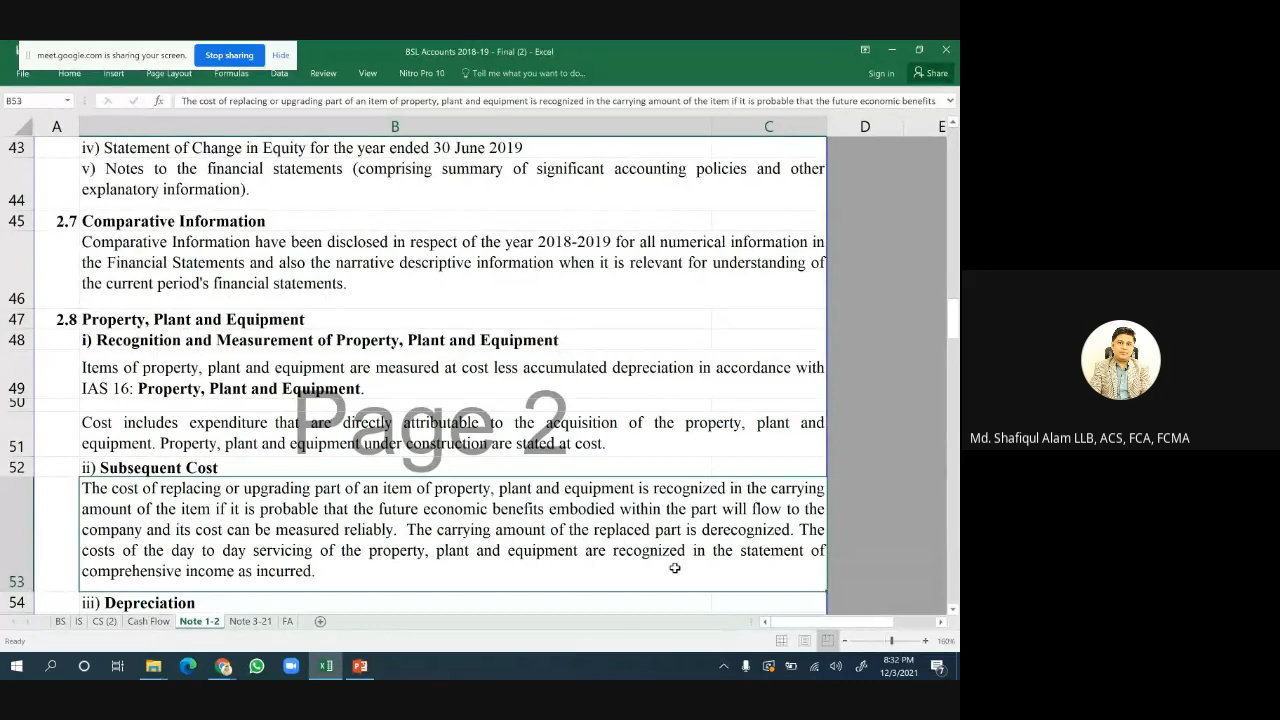 meet.google.com is sharing your screen. Stop sharing Hide
BSL Accounts 2018-19 - Final (2) - Excel
File Home Insert Page Layout Formulas Data Review View Nitro Pro 10 Tell me what you want to do... Sign in Share
B53 fx The cost of replacing or upgrading part of an item of property, plant and equipment is recognized in the carrying amount of the item if it is probable that the future economic benefits
A B C D E
43 iv) Statement of Change in Equity for the year ended 30 June 2019
v) Notes to the financial statements (comprising summary of significant accounting policies and other
44 explanatory information).
45 2.7 Comparative Information
Comparative Information have been disclosed in respect of the year 2018-2019 for all numerical information in
the Financial Statements and also the narrative descriptive information when it is relevant for understanding of
46 the current period's financial statements.
47 2.8 Property, Plant and Equipment
48 i) Recognition and Measurement of Property, Plant and Equipment
Items of property, plant and equipment are measured at cost less accumulated depreciation in accordance with
49 IAS 16: Property, Plant and Equipment.
50
Page 2
Cost includes expenditure that are directly attributable to the acquisition of the property, plant and
51 equipment. Property, plant and equipment under construction are stated at cost.
52 ii) Subsequent Cost
The cost of replacing or upgrading part of an item of property, plant and equipment is recognized in the carrying
amount of the item if it is probable that the future economic benefits embodied within the part will flow to the
company and its cost can be measured reliably. The carrying amount of the replaced part is derecognized. The
costs of the day to day servicing of the property, plant and equipment are recognized in the statement of
53 comprehensive income as incurred.
54 iii) Depreciation
BS IS CS (2) Cash Flow Note 1-2 Note 3-21 FA
Ready 160%
8:32 PM
12/3/2021
Md. Shafiqul Alam LLB, ACS, FCA, FCMA